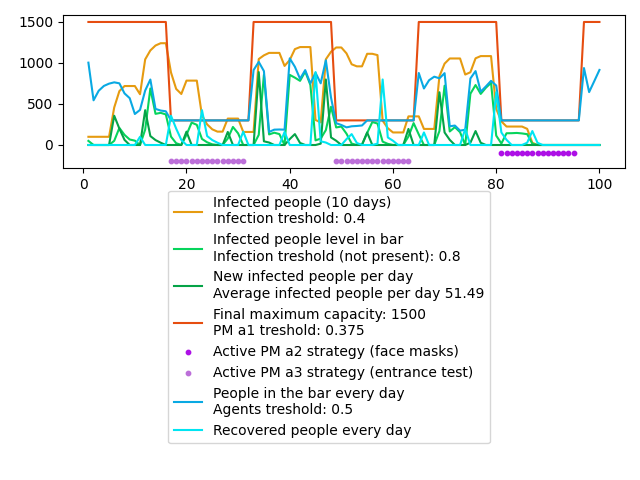 1500
1000
500
0
0 20 40 60 80 100
Infected people (10 days)
Infection treshold: 0.4
Infected people level in bar
Infection treshold (not present): 0.8
New infected people per day
Average infected people per day 51.49
Final maximum capacity: 1500
PM a1 treshold: 0.375
Active PM a2 strategy (face masks)
Active PM a3 strategy (entrance test)
People in the bar every day
Agents treshold: 0.5
Recovered people every day